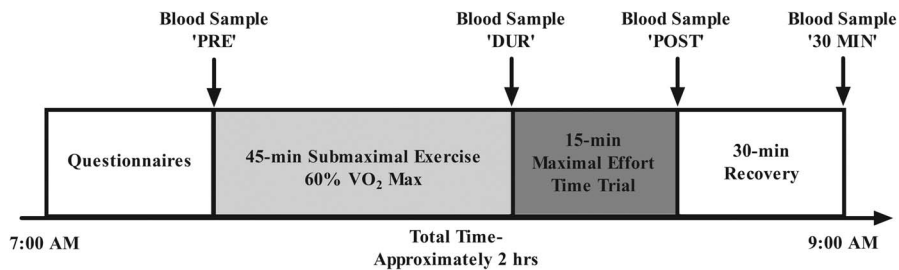 Blood Sample
'PRE'
Blood Sample
'DUR'
Blood Sample
'POST'
Blood Sample
'30 MIN'
Questionnaires
45-min Submaximal Exercise
60% VO₂ Max
15-min
Maximal Effort
Time Trial
30-min
Recovery
7:00 AM
Total Time-
Approximately 2 hrs
9:00 AM